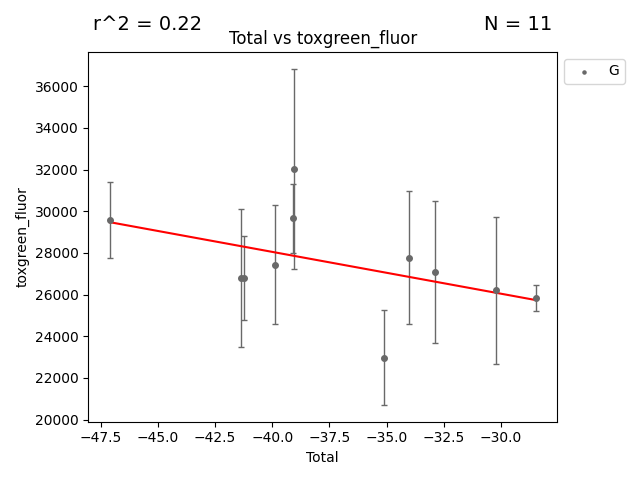 r^2 = 0.22
N = 11
Total vs toxgreen_fluor
G
36000
34000
32000
30000
28000
26000
24000
22000
20000
toxgreen_fluor
−47.5 −45.0 −42.5 −40.0 −37.5 −35.0 −32.5 −30.0
Total